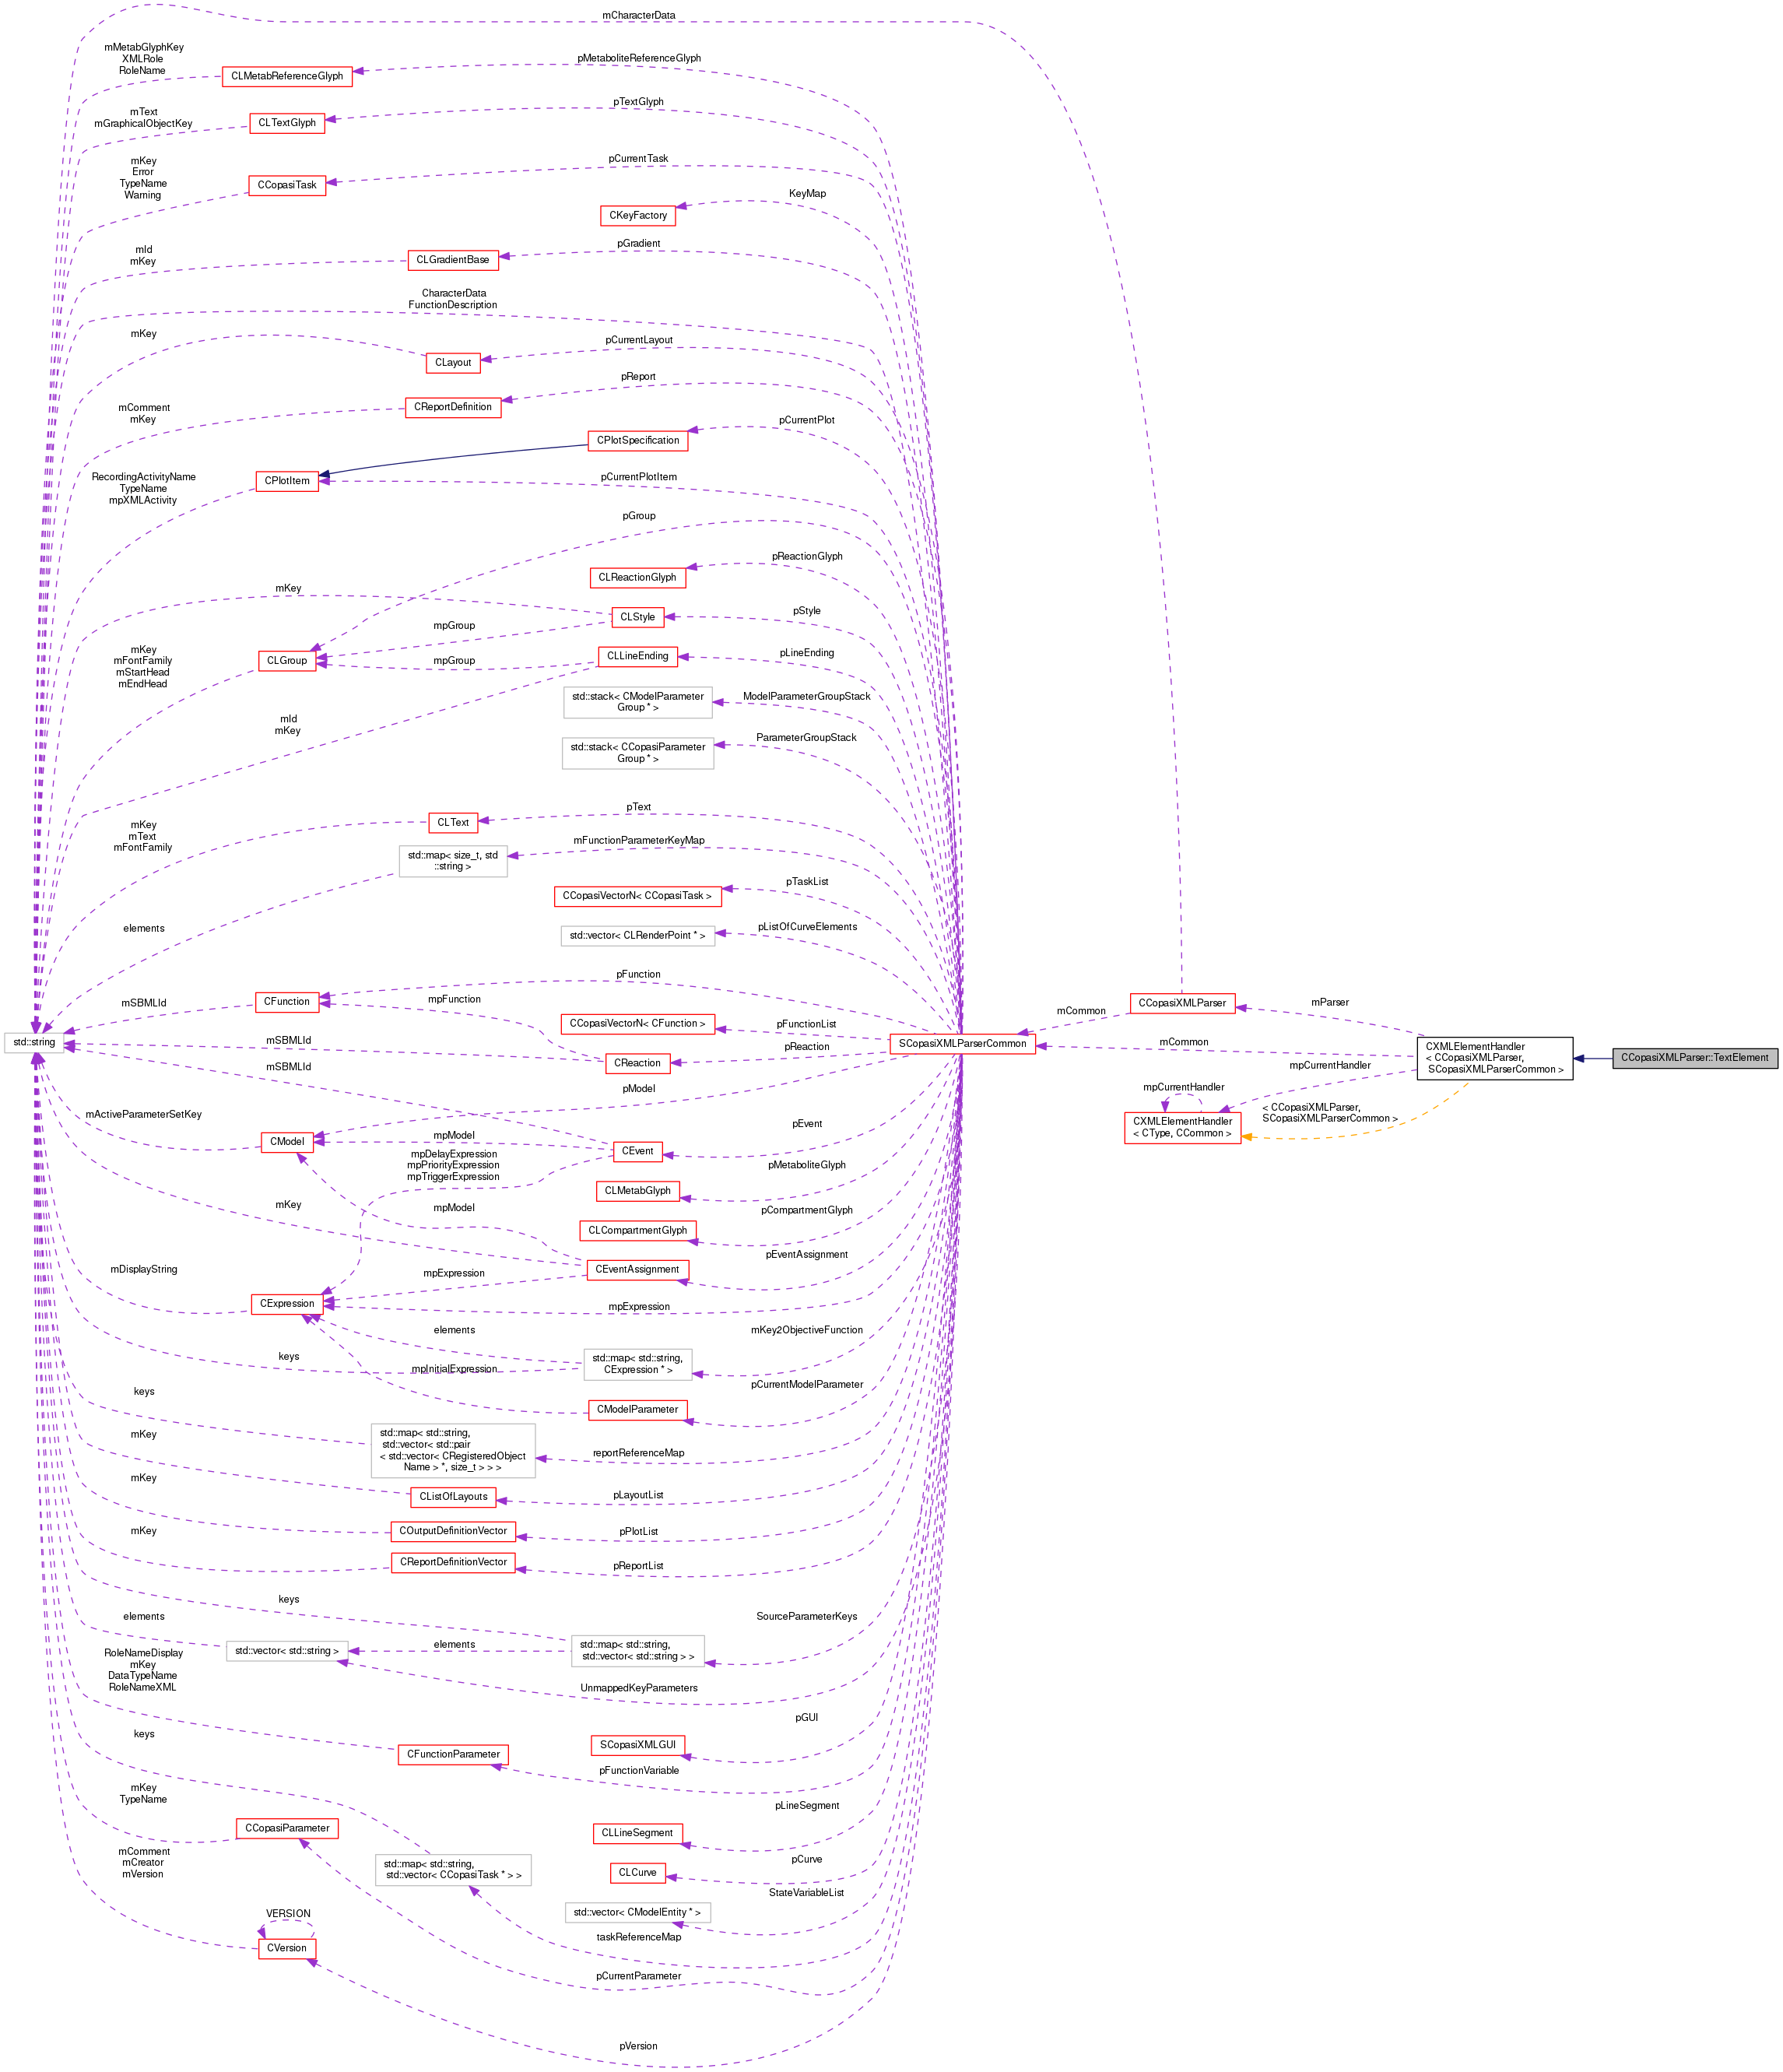 mCharacterData
mMetabGlyphKey
XMLRole
RoleName
CLMetabReferenceGlyph
pMetaboliteReferenceGlyph
mText
mGraphicalObjectKey
CLTextGlyph
pTextGlyph
mKey
Error
TypeName
Warning
CCopasiTask
pCurrentTask
KeyMap
CKeyFactory
mId
mKey
CLGradientBase
pGradient
CharacterData
FunctionDescription
mKey
CLayout
pCurrentLayout
mComment
mKey
CReportDefinition
pReport
CPlotSpecification
pCurrentPlot
RecordingActivityName
TypeName
mpXMLActivity
CPlotItem
pCurrentPlotItem
pGroup
CLReactionGlyph
pReactionGlyph
mKey
CLStyle
pStyle
mpGroup
mKey
mFontFamily
mStartHead
mEndHead
CLGroup
mpGroup
CLLineEnding
pLineEnding
mId
mKey
std::stack< CModelParameter
Group * >
ModelParameterGroupStack
std::stack< CCopasiParameter
Group * >
ParameterGroupStack
mKey
mText
mFontFamily
CLText
pText
std::map< size_t, std
::string >
mFunctionParameterKeyMap
elements
CCopasiVectorN< CCopasiTask >
pTaskList
std::vector< CLRenderPoint * >
pListOfCurveElements
mSBMLId
CFunction
pFunction
mpFunction
CCopasiVectorN< CFunction >
pFunctionList
std::string
mSBMLId
CReaction
pReaction
mSBMLId
SCopasiXMLParserCommon
mCommon
CCopasiXMLParser
mParser
mCommon
CXMLElementHandler
< CCopasiXMLParser,
SCopasiXMLParserCommon >
CCopasiXMLParser::TextElement
mpCurrentHandler
mpCurrentHandler
< CCopasiXMLParser,
SCopasiXMLParserCommon >
CXMLElementHandler
< CType, CCommon >
pModel
mActiveParameterSetKey
CModel
mpModel
CEvent
pEvent
mpDelayExpression
mpPriorityExpression
mpTriggerExpression
CLMetabGlyph
pMetaboliteGlyph
mKey
mpModel
CLCompartmentGlyph
pCompartmentGlyph
CEventAssignment
pEventAssignment
mDisplayString
mpExpression
CExpression
mpExpression
elements
keys
std::map< std::string,
CExpression * >
mKey2ObjectiveFunction
mpInitialExpression
CModelParameter
pCurrentModelParameter
keys
std::map< std::string,
std::vector< std::pair
< std::vector< CRegisteredObject
Name > *, size_t > > >
reportReferenceMap
mKey
CListOfLayouts
pLayoutList
mKey
COutputDefinitionVector
pPlotList
mKey
CReportDefinitionVector
pReportList
keys
SourceParameterKeys
elements
std::vector< std::string >
elements
std::map< std::string,
std::vector< std::string > >
UnmappedKeyParameters
RoleNameDisplay
mKey
DataTypeName
RoleNameXML
SCopasiXMLGUI
pGUI
keys
CFunctionParameter
pFunctionVariable
mKey
TypeName
CCopasiParameter
CLLineSegment
pLineSegment
std::map< std::string,
std::vector< CCopasiTask * > >
CLCurve
pCurve
mComment
mCreator
mVersion
std::vector< CModelEntity * >
StateVariableList
VERSION
CVersion
taskReferenceMap
pCurrentParameter
pVersion